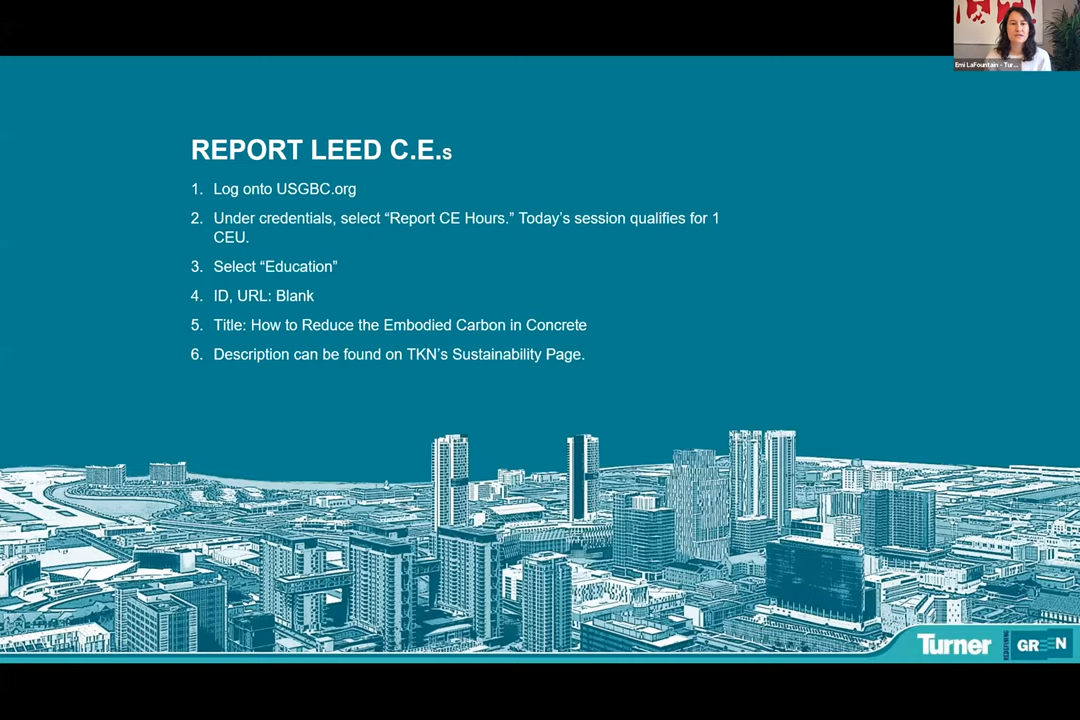 Emi LaFountain - Tur...
REPORT LEED C.E.s
1. Log onto USGBC.org
2. Under credentials, select “Report CE Hours.” Today’s session qualifies for 1
CEU.
3. Select “Education”
4. ID, URL: Blank
5. Title: How to Reduce the Embodied Carbon in Concrete
6. Description can be found on TKN’s Sustainability Page.
Turner
GREEN